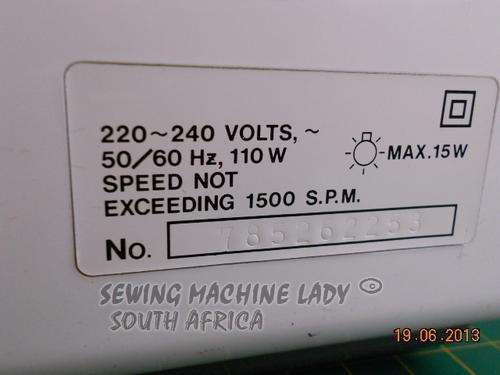 220~240 VOLTS, ~
50/60 Hz, 110 W
MAX.15W
SPEED NOT
EXCEEDING 1500 S.P.M.
No. 785262253
SEWING MACHINE LADY ©
SOUTH AFRICA
19.06.2013